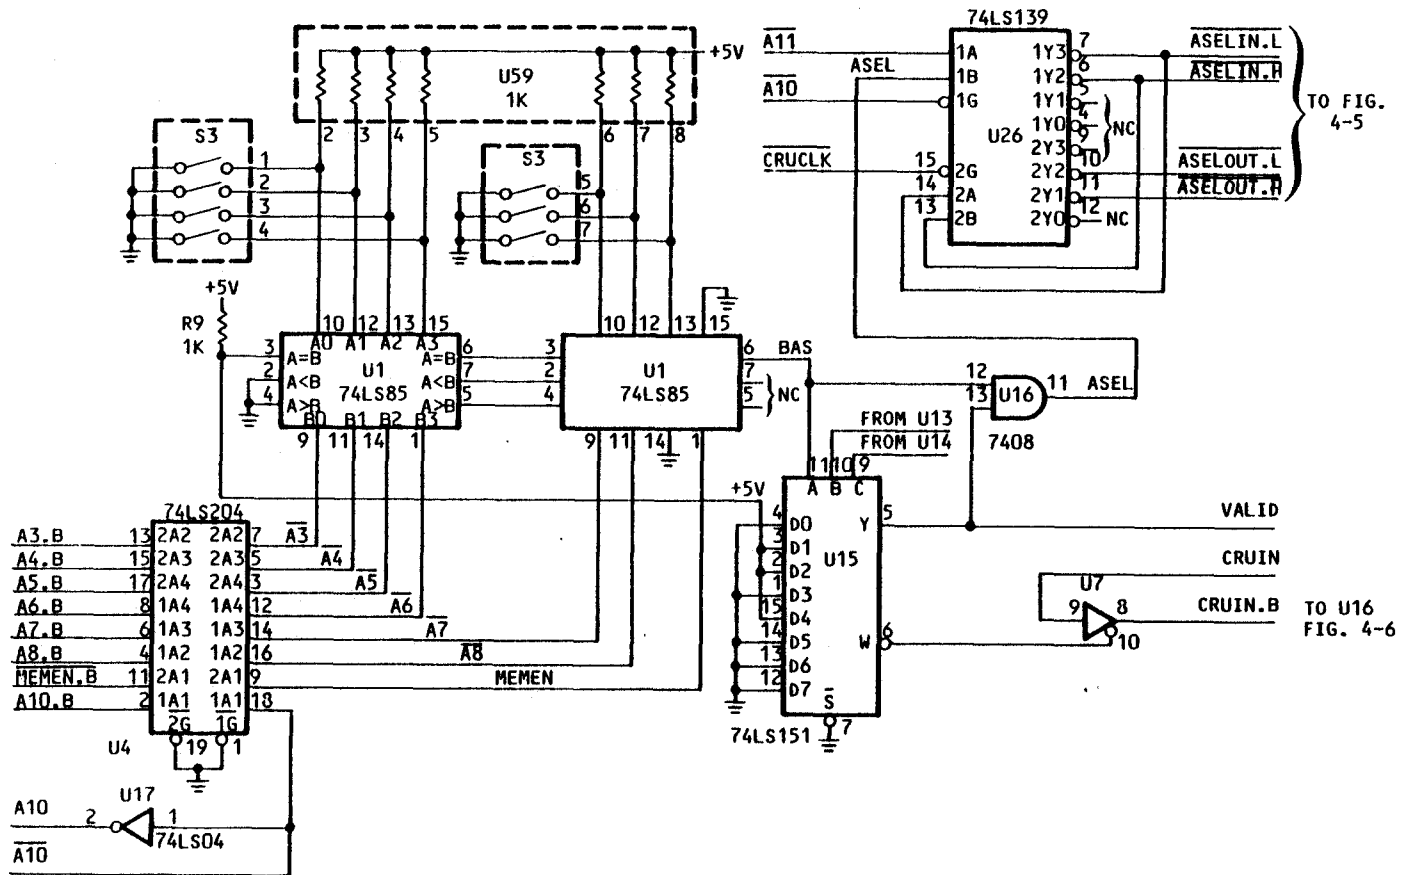 74LS139
A11
ASEL
A10
CRUCLK
1A
1B
1G
15 2G
14 2A
13 2B
U26
1Y3 7
1Y2 6
1Y1 5
1Y0 4
2Y3 9
2Y2 10
2Y1 11
2Y0 12
NC
NC
ASELIN.L
ASELIN.H
ASELOUT.L
ASELOUT.H
TO FIG.
4-5
+5V
U59
1K
2 3 4 5 6 7 8
S3
1
2
3
4
S3
5
6
7
+5V
R9
1K
10 12 13 15
A0 A1 A2 A3
3 A=B
2 A<B
4 A>B
U1
74LS85
A=B 6
A<B 7
A>B 5
B0 B1 B2 B3
9 11 14 1
10 12 13 15
3
2
4
U1
74LS85
6
7
5
BAS
NC
9 11 14 1
12
13
U16
11
ASEL
7408
FROM U13
FROM U14
11 10 9
A B C
+5V
4 D0
3 D1
2 D2
1 D3
15 D4
14 D5
13 D6
12 D7
Y 5
U15
W 6
S
7
74LS151
VALID
CRUIN
U7
9
8
10
CRUIN.B
TO U16
FIG. 4-6
74LS204
A3.B 13 2A2 2A2 7 A3
A4.B 15 2A3 2A3 5 A4
A5.B 17 2A4 2A4 3 A5
A6.B 8 1A4 1A4 12 A6
A7.B 6 1A3 1A3 14 A7
A8.B 4 1A2 1A2 16 A8
MEMEN.B 11 2A1 2A1 9 MEMEN
A10.B 2 1A1 1A1 18
2G 1G
U4
19 1
U17
A10
2
1
74LS04
A10